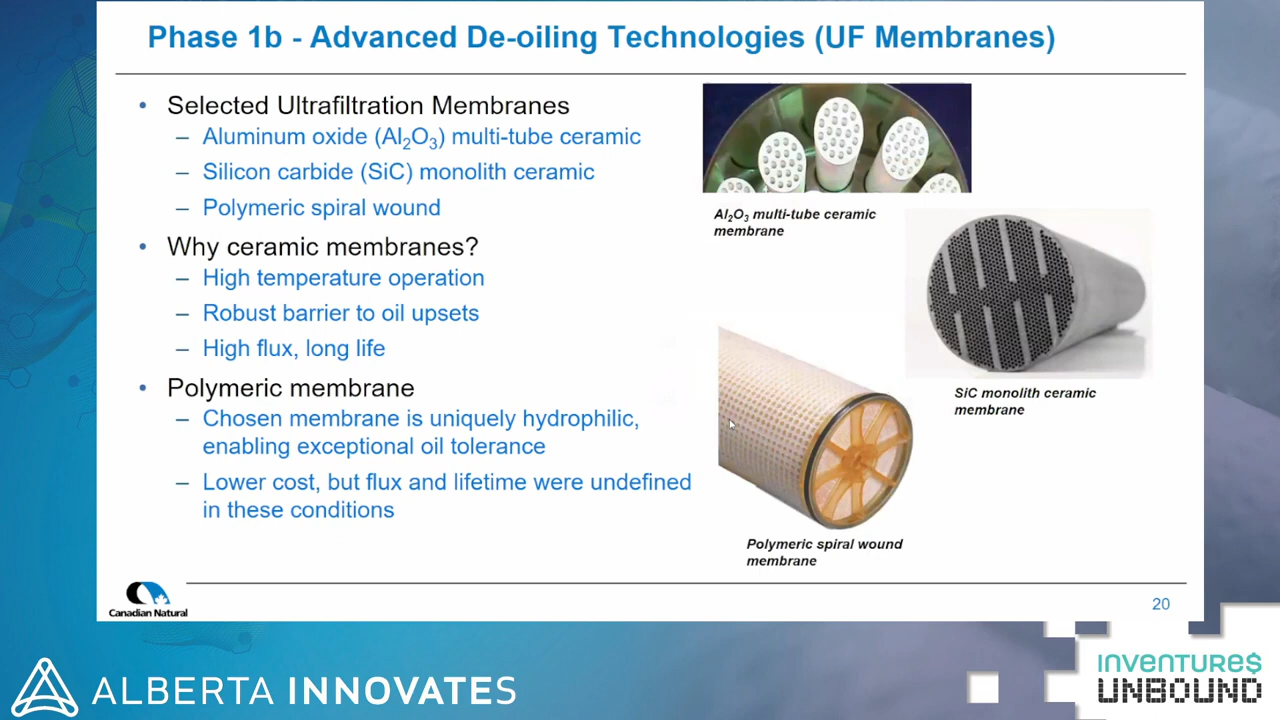 Phase 1b - Advanced De-oiling Technologies (UF Membranes)
• Selected Ultrafiltration Membranes
– Aluminum oxide (Al₂O₃) multi-tube ceramic
– Silicon carbide (SiC) monolith ceramic
– Polymeric spiral wound
• Why ceramic membranes?
– High temperature operation
– Robust barrier to oil upsets
– High flux, long life
• Polymeric membrane
– Chosen membrane is uniquely hydrophilic,
enabling exceptional oil tolerance
– Lower cost, but flux and lifetime were undefined
in these conditions
Al₂O₃ multi-tube ceramic
membrane
SiC monolith ceramic
membrane
Polymeric spiral wound
membrane
Canadian Natural
20
ALBERTA INNOVATES
INVENTURE$
UNBOUND